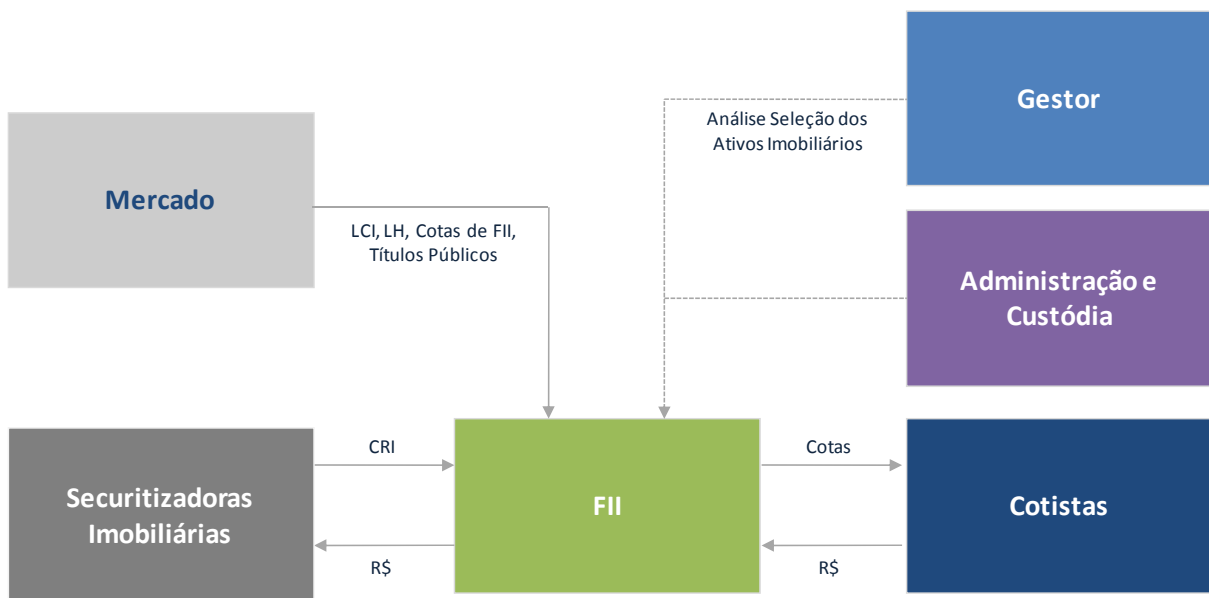 Gestor
Análise Seleção dos
Ativos Imobiliários
Mercado
LCI, LH, Cotas de FII,
Títulos Públicos
Administração e
Custódia
CRI
Cotas
Securitizadoras
Imobiliárias
FII
Cotistas
R$
R$